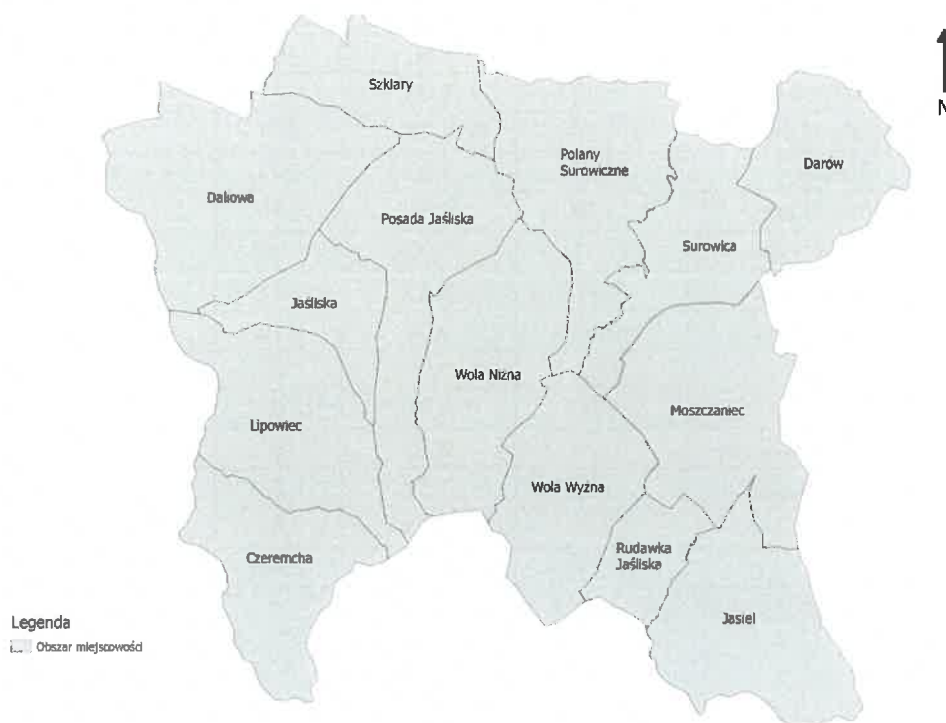 Szklary
Polany
Surowiczne
Darów
Daliowa
Posada Jaśliska
Surowica
Jaśliska
Wola Niżna
Lipowiec
Moszczaniec
Wola Wyżna
Czeremcha
Rudawka
Jaśliska
Jasiel
Legenda
Obszar miejscowości
N